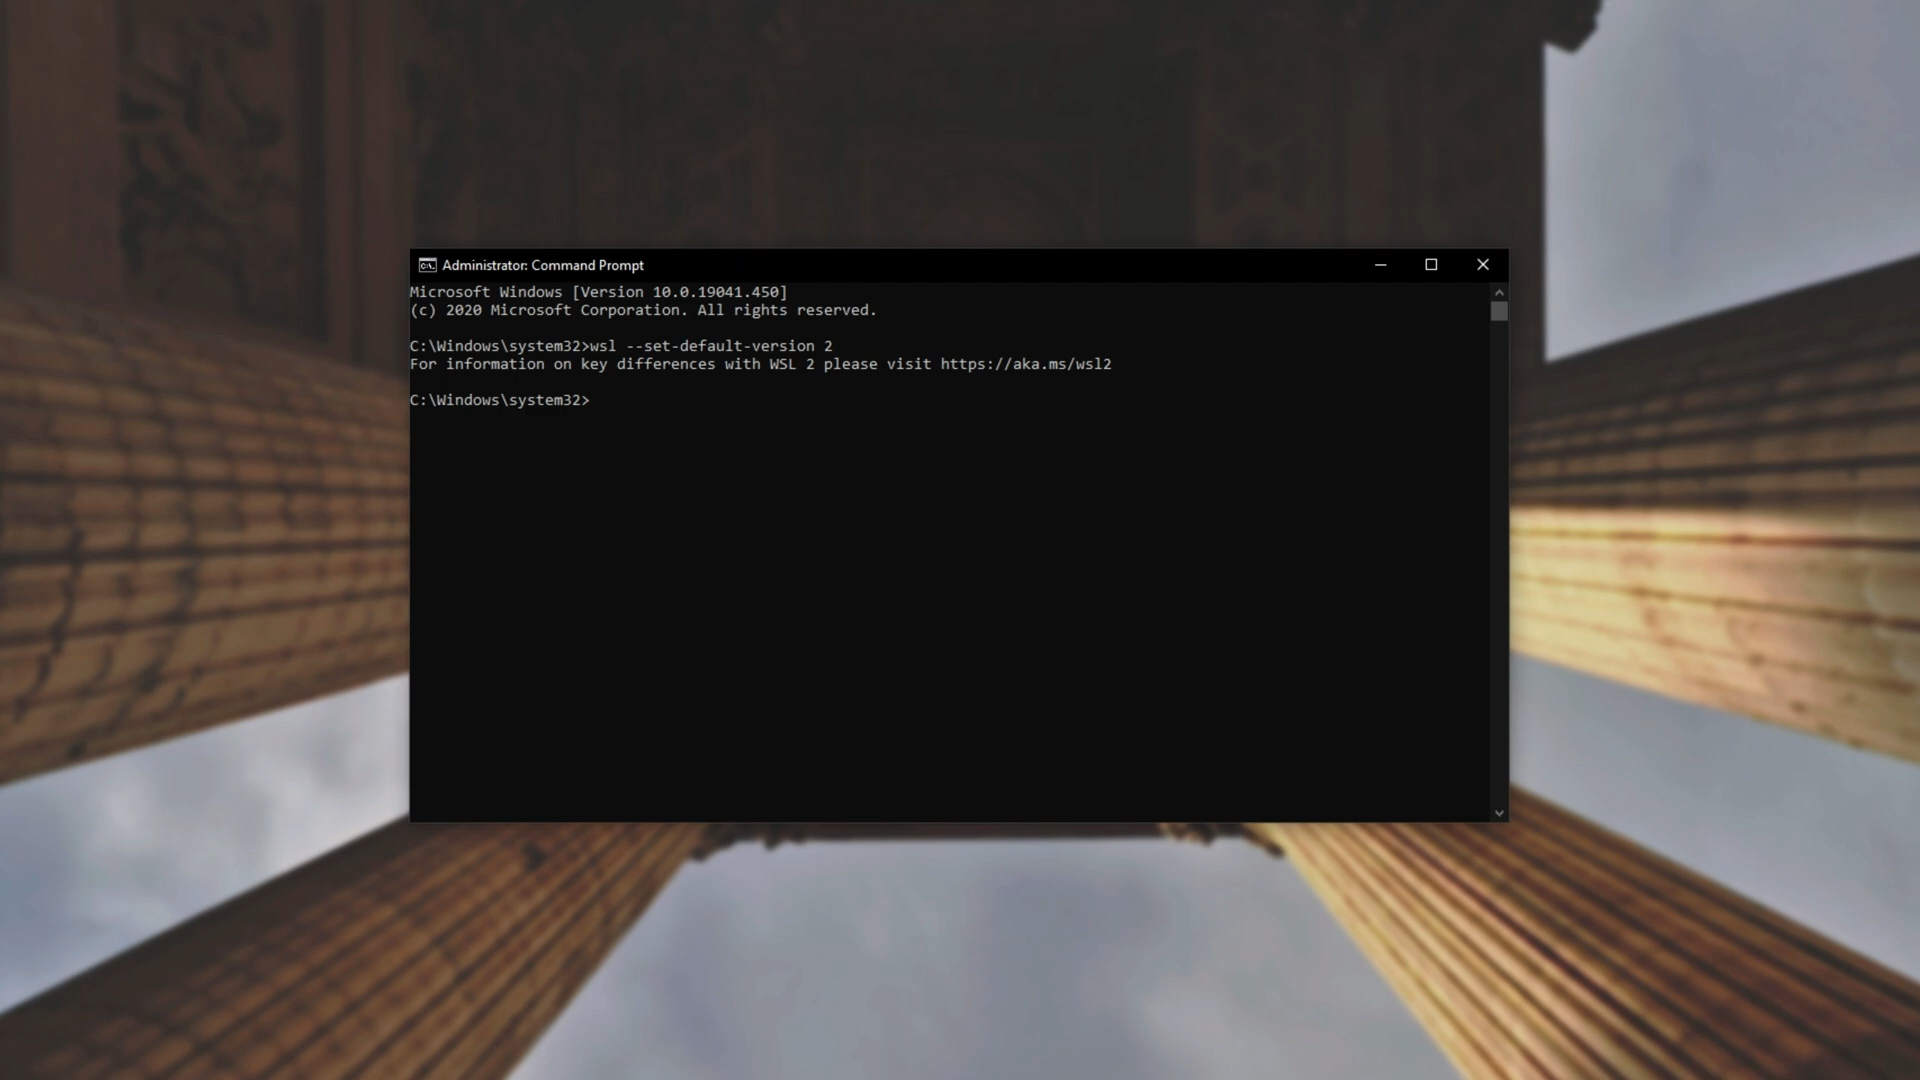 Administrator: Command Prompt
Microsoft Windows [Version 10.0.19041.450]
(c) 2020 Microsoft Corporation. All rights reserved.
C:\Windows\system32>wsl --set-default-version 2
For information on key differences with WSL 2 please visit https://aka.ms/wsl2
C:\Windows\system32>